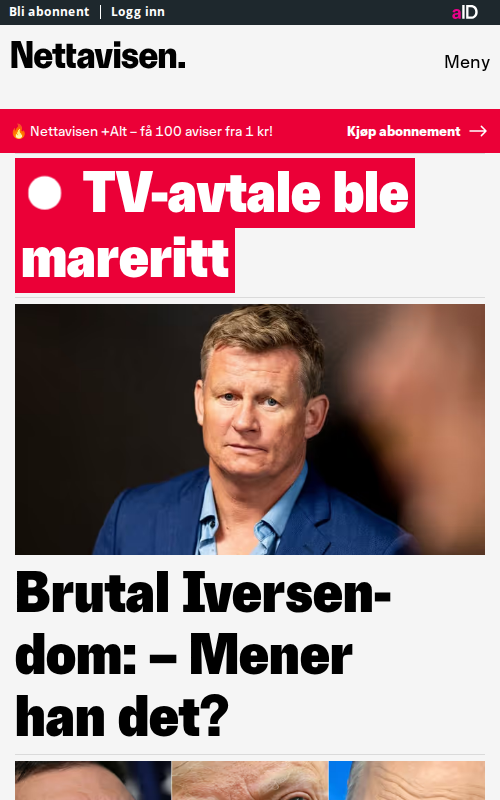 Bli abonnent
Logg inn
aID
Nettavisen.
Meny
🔥 Nettavisen +Alt – få 100 aviser fra 1 kr!
Kjøp abonnement →
TV-avtale ble
mareritt
Brutal Iversen-
dom: – Mener
han det?